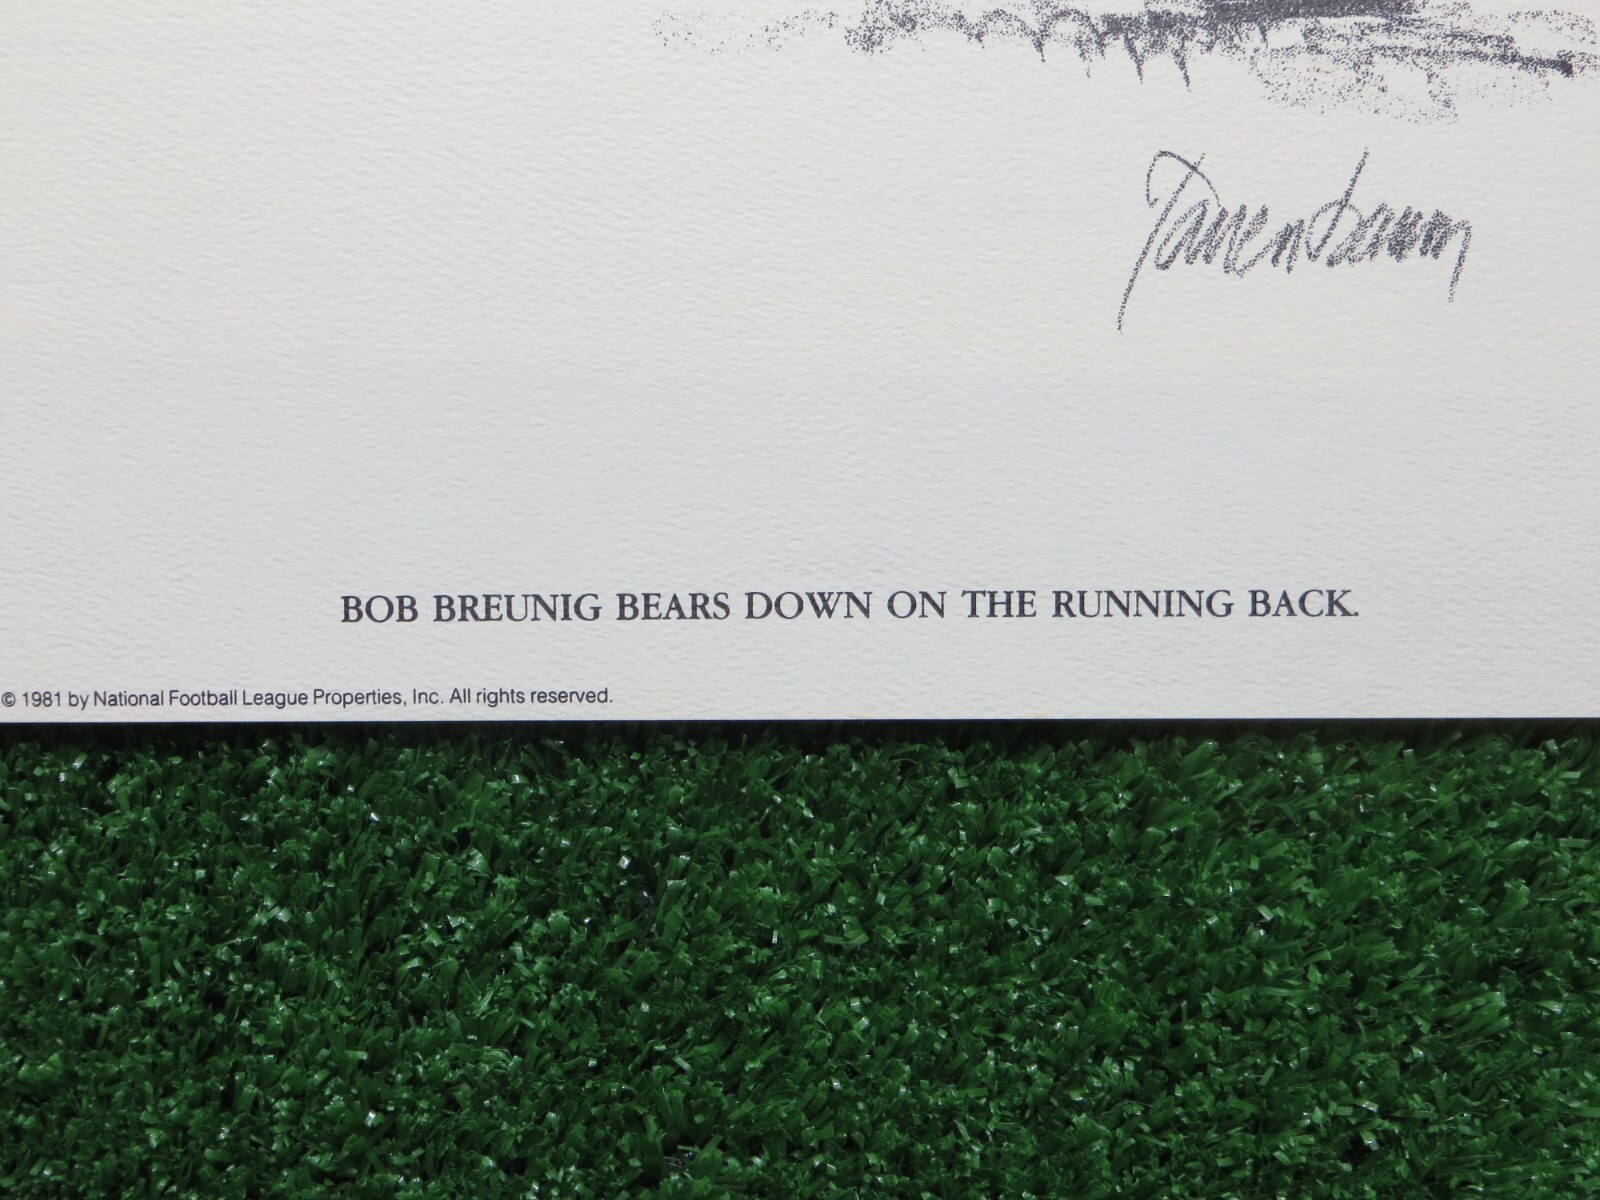 BOB BREUNIG BEARS DOWN ON THE RUNNING BACK.
© 1981 by National Football League Properties, Inc. All rights reserved.